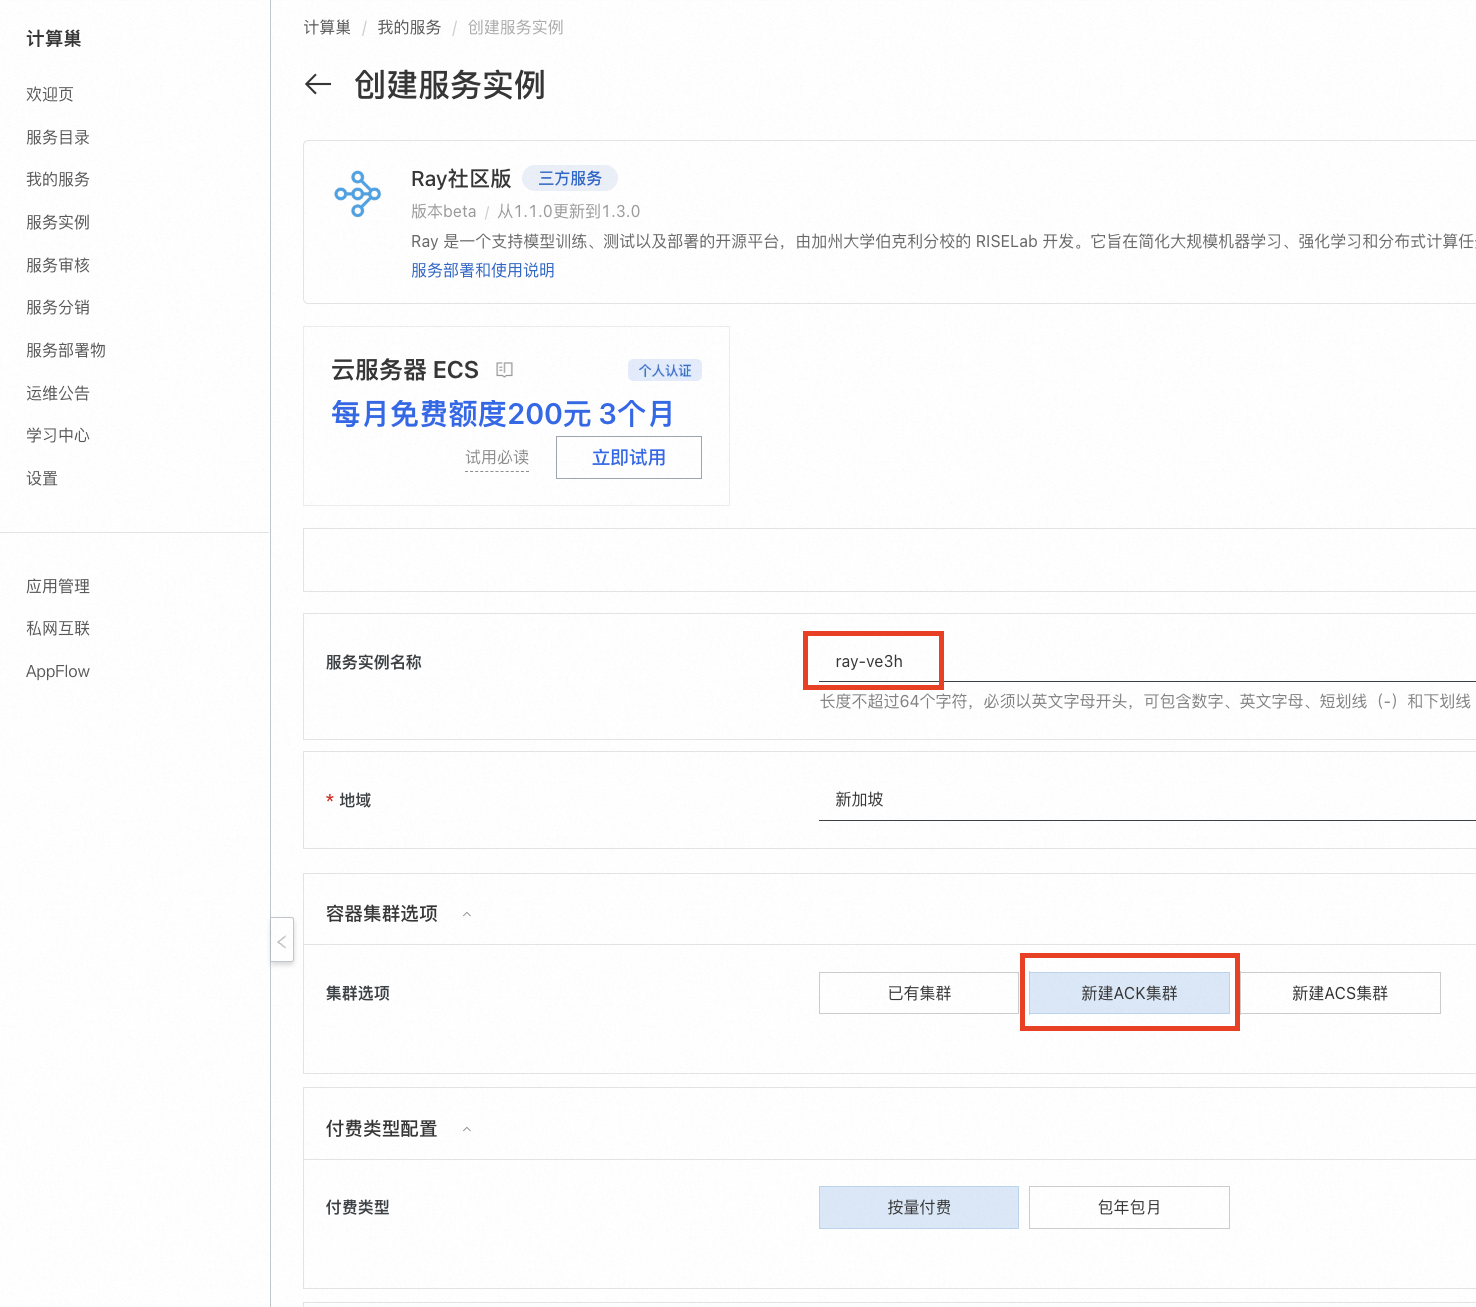 计算巢
欢迎页
服务目录
我的服务
服务实例
服务审核
服务分销
服务部署物
运维公告
学习中心
设置
应用管理
私网互联
AppFlow
计算巢 / 我的服务 / 创建服务实例
创建服务实例
Ray社区版 三方服务
版本beta / 从1.1.0更新到1.3.0
Ray 是一个支持模型训练、测试以及部署的开源平台，由加州大学伯克利分校的 RISELab 开发。它旨在简化大规模机器学习、强化学习和分布式计算任
服务部署和使用说明
云服务器 ECS 个人认证
每月免费额度200元 3个月
试用必读 立即试用
服务实例名称 ray-ve3h
长度不超过64个字符，必须以英文字母开头，可包含数字、英文字母、短划线（-）和下划线
* 地域 新加坡
容器集群选项
集群选项 已有集群 新建ACK集群 新建ACS集群
付费类型配置
付费类型 按量付费 包年包月